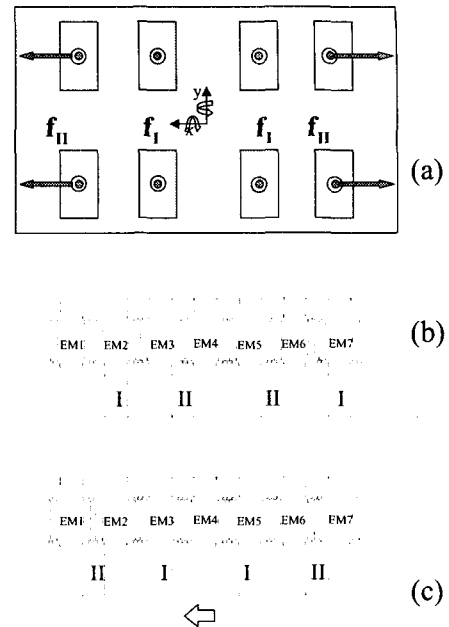 y
x
f_II f_I f_I f_II
(a)
(b)
EM1 EM2 EM3 EM4 EM5 EM6 EM7
I II II I
EM1 EM2 EM3 EM4 EM5 EM6 EM7
II I I II
(c)